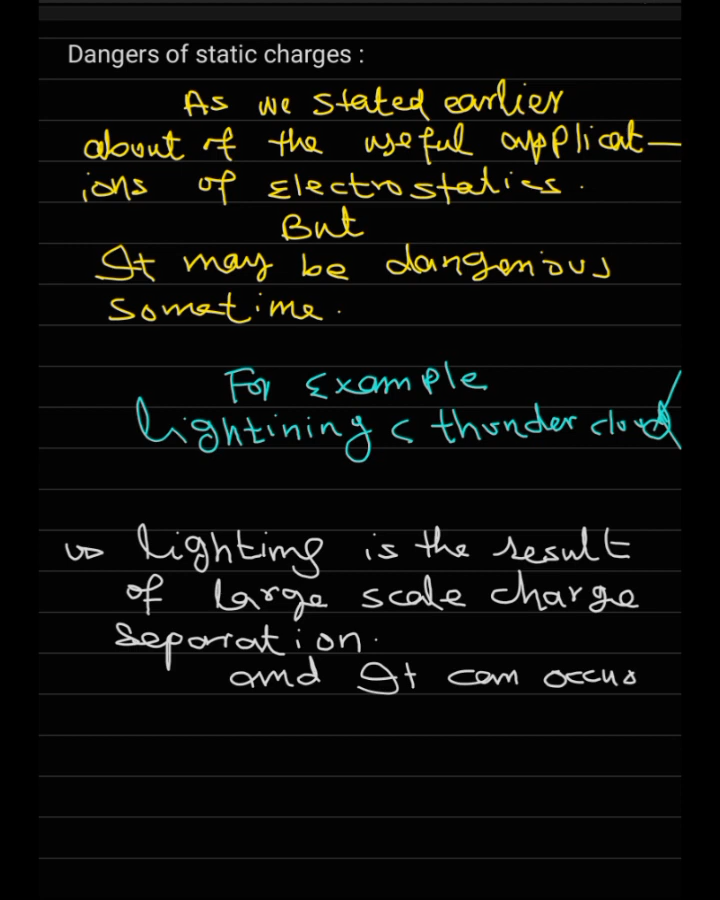 Dangers of static charges :
As we stated earlier
about of the useful applicat-
ions of Electrostatics.
But
It may be dangerious
sometime.
For Example
lightining & thunder cloud
lighting is the result
of large scale charge
separation.
and It can occur